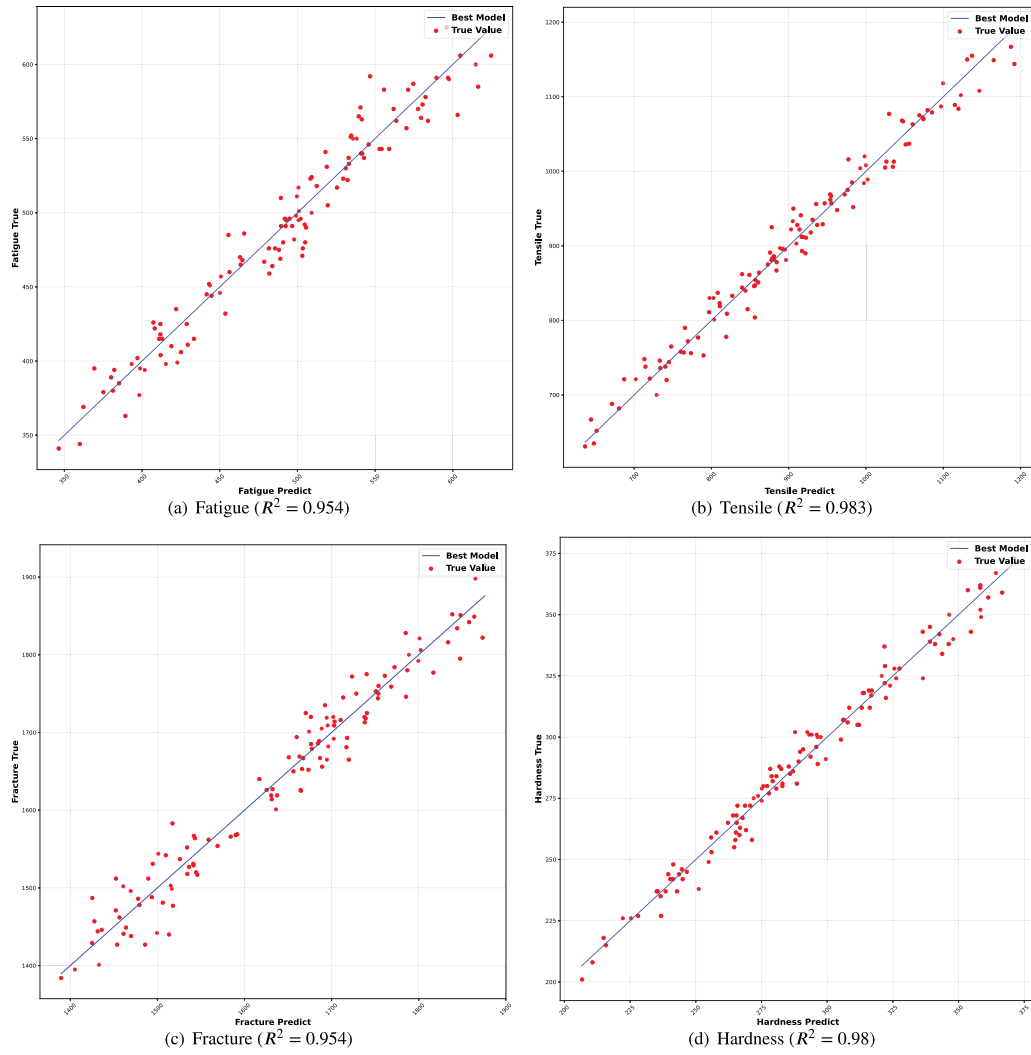 Best Model
True Value
600
550
500
450
400
350
Fatigue True
350
400
450
500
550
600
Fatigue Predict
(a) Fatigue (R² = 0.954)
Best Model
True Value
1200
1100
1000
900
800
700
Tensile True
700
800
900
1000
1100
1200
Tensile Predict
(b) Tensile (R² = 0.983)
Best Model
True Value
1900
1800
1700
1600
1500
1400
Fracture True
1400
1500
1600
1700
1800
1900
Fracture Predict
(c) Fracture (R² = 0.954)
Best Model
True Value
375
350
325
300
275
250
225
200
Hardness True
200
225
250
275
300
325
350
375
Hardness Predict
(d) Hardness (R² = 0.98)